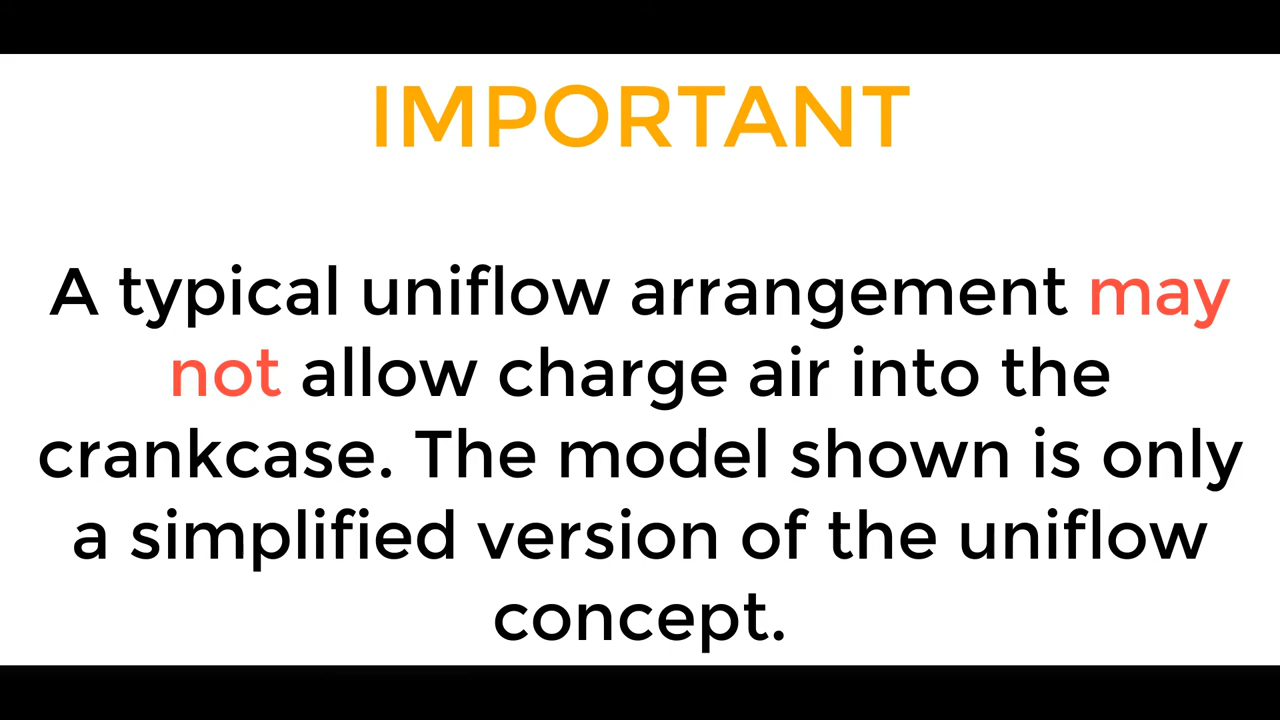 IMPORTANT
A typical uniflow arrangement may
not allow charge air into the
crankcase. The model shown is only
a simplified version of the uniflow
concept.